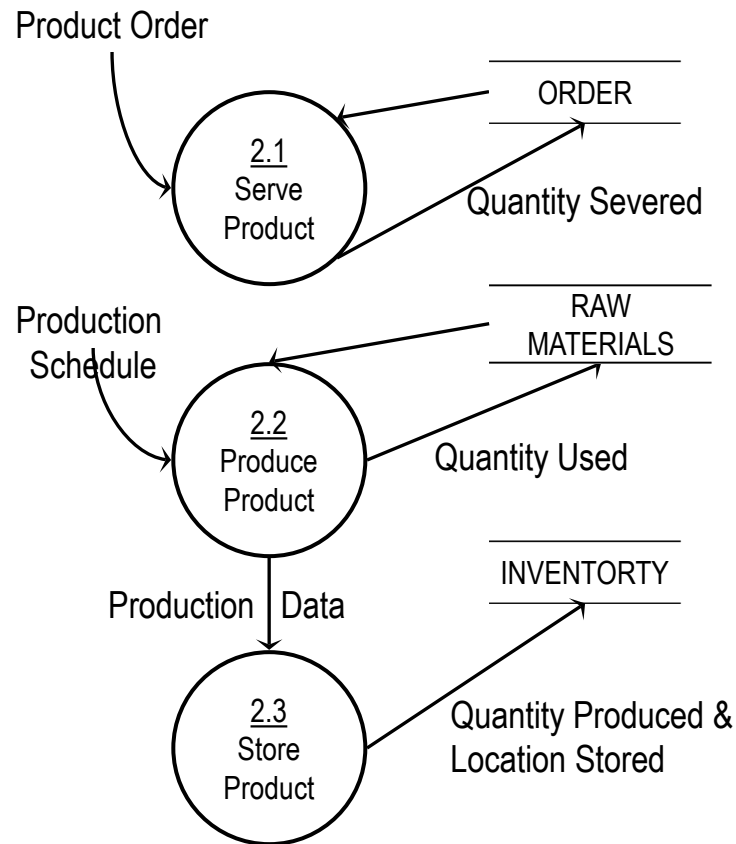 Product Order
ORDER
2.1
Serve
Product
Quantity Severed
RAW
MATERIALS
Production
Schedule
2.2
Produce
Product
Quantity Used
INVENTORTY
Production Data
2.3
Store
Product
Quantity Produced &
Location Stored